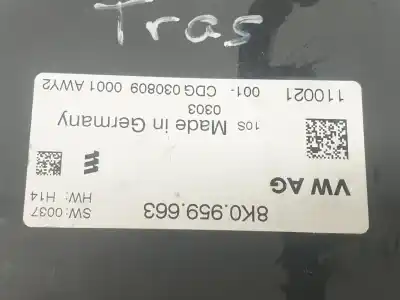 Tras
8K0.959.663
SW: 0037
HW: H14
VW AG
10S Made in Germany
0303
110021 001- CDG 030809 0001 AWY2